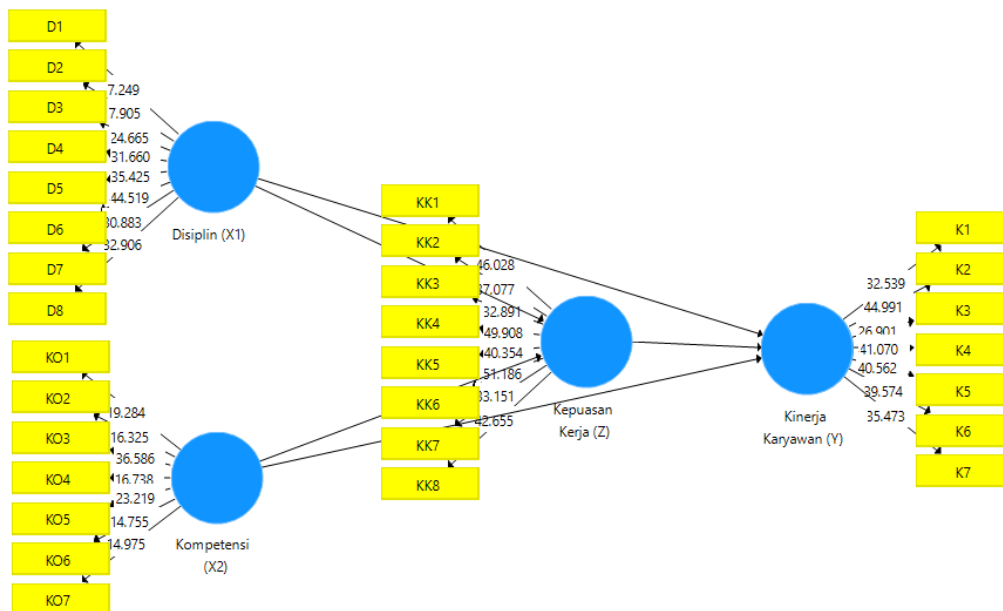 D1
D2
D3
D4
D5
D6
D7
D8
7.249
7.905
24.665
31.660
35.425
44.519
30.883
32.906
Disiplin (X1)
KO1
KO2
KO3
KO4
KO5
KO6
KO7
19.284
16.325
36.586
16.738
23.219
14.755
14.975
Kompetensi
(X2)
KK1
KK2
KK3
KK4
KK5
KK6
KK7
KK8
46.028
37.077
32.891
49.908
40.354
51.186
33.151
42.655
Kepuasan
Kerja (Z)
Kinerja
Karyawan (Y)
32.539
44.991
26.901
41.070
40.562
39.574
35.473
K1
K2
K3
K4
K5
K6
K7